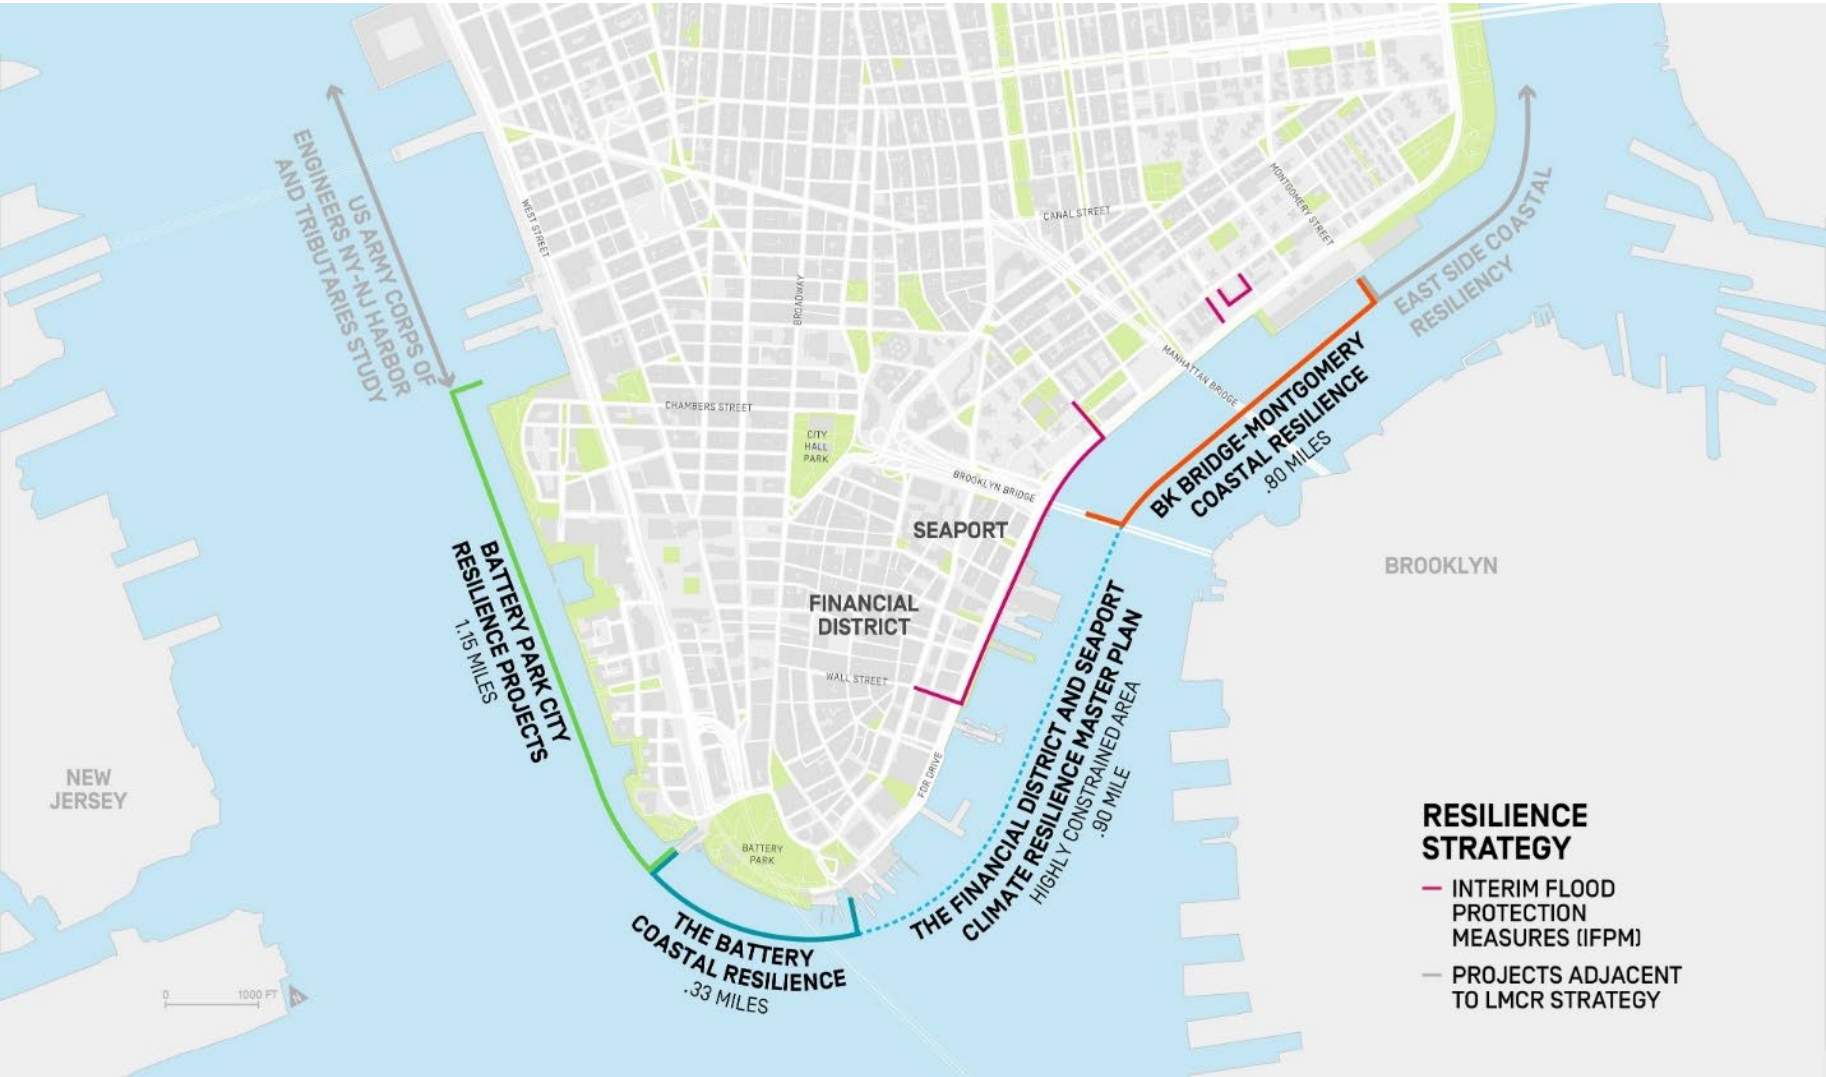 US ARMY CORPS OF
ENGINEERS NY-NJ HARBOR
AND TRIBUTARIES STUDY
WEST STREET
BROADWAY
CANAL STREET
MONTGOMERY STREET
EAST SIDE COASTAL
RESILIENCY
MANHATTAN BRIDGE
BK BRIDGE-MONTGOMERY
COASTAL RESILIENCE
.80 MILES
CHAMBERS STREET
CITY
HALL
PARK
BROOKLYN BRIDGE
SEAPORT
BROOKLYN
FINANCIAL
DISTRICT
WALL STREET
BATTERY PARK CITY
RESILIENCE PROJECTS
1.15 MILES
THE FINANCIAL DISTRICT AND SEAPORT
CLIMATE RESILIENCE MASTER PLAN
HIGHLY CONSTRAINED AREA
.90 MILE
FDR DRIVE
NEW
JERSEY
BATTERY
PARK
THE BATTERY
COASTAL RESILIENCE
.33 MILES
0 1000 FT N
RESILIENCE
STRATEGY
INTERIM FLOOD
PROTECTION
MEASURES (IFPM)
PROJECTS ADJACENT
TO LMCR STRATEGY